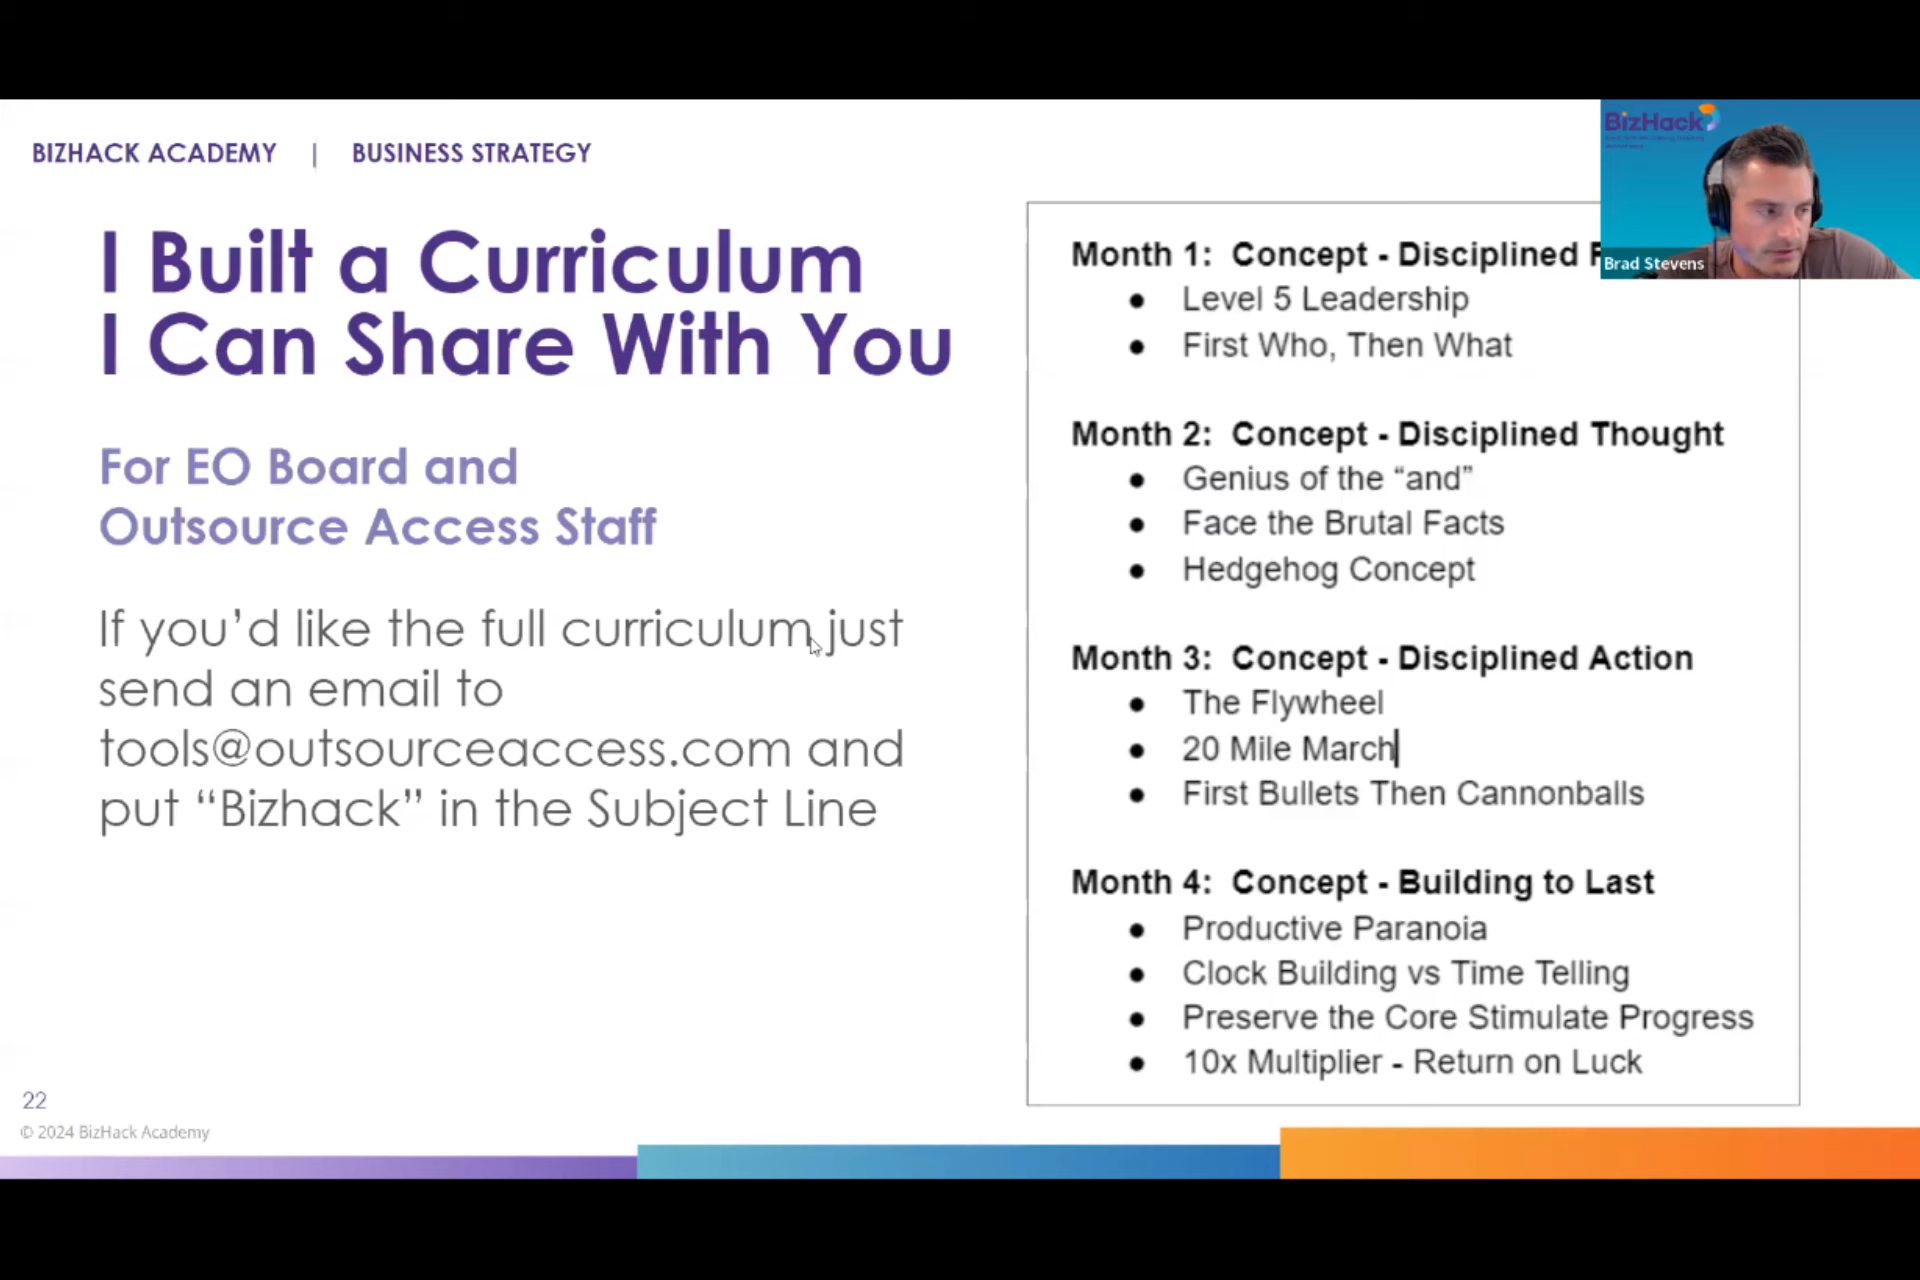 BIZHACK ACADEMY | BUSINESS STRATEGY
I Built a Curriculum
I Can Share With You
For EO Board and
Outsource Access Staff
If you’d like the full curriculum just
send an email to
tools@outsourceaccess.com and
put “Bizhack” in the Subject Line
22
© 2024 BizHack Academy
Month 1: Concept - Disciplined
● Level 5 Leadership
● First Who, Then What
Month 2: Concept - Disciplined Thought
● Genius of the “and”
● Face the Brutal Facts
● Hedgehog Concept
Month 3: Concept - Disciplined Action
● The Flywheel
● 20 Mile March
● First Bullets Then Cannonballs
Month 4: Concept - Building to Last
● Productive Paranoia
● Clock Building vs Time Telling
● Preserve the Core Stimulate Progress
● 10x Multiplier - Return on Luck
BizHack
Brad Stevens